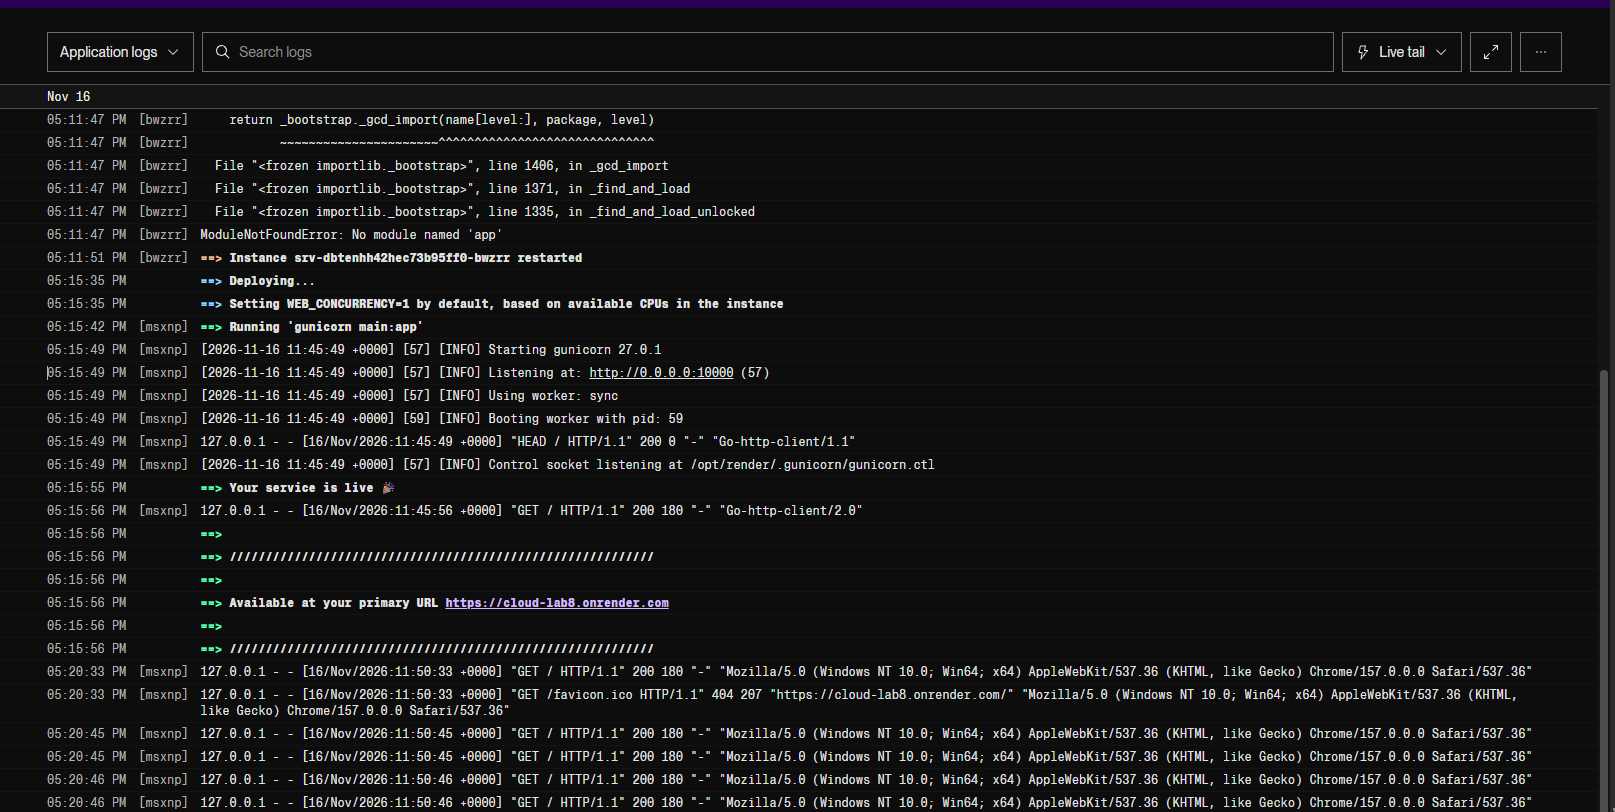 Application logs
Search logs
Live tail
...
Nov 16
05:11:47 PM [bwzrr] return _bootstrap._gcd_import(name[level:], package, level)
05:11:47 PM [bwzrr] ~~~~~~~~~~~~~~~~~~~~~~^^^^^^^^^^^^^^^^^^^^^^^^^^^^^^
05:11:47 PM [bwzrr] File "<frozen importlib._bootstrap>", line 1406, in _gcd_import
05:11:47 PM [bwzrr] File "<frozen importlib._bootstrap>", line 1371, in _find_and_load
05:11:47 PM [bwzrr] File "<frozen importlib._bootstrap>", line 1335, in _find_and_load_unlocked
05:11:47 PM [bwzrr] ModuleNotFoundError: No module named 'app'
05:11:51 PM [bwzrr] ==> Instance srv-dbtenhh42hec73b95ff0-bwzrr restarted
05:15:35 PM ==> Deploying...
05:15:35 PM ==> Setting WEB_CONCURRENCY=1 by default, based on available CPUs in the instance
05:15:42 PM [msxnp] ==> Running 'gunicorn main:app'
05:15:49 PM [msxnp] [2026-11-16 11:45:49 +0000] [57] [INFO] Starting gunicorn 27.0.1
05:15:49 PM [msxnp] [2026-11-16 11:45:49 +0000] [57] [INFO] Listening at: http://0.0.0.0:10000 (57)
05:15:49 PM [msxnp] [2026-11-16 11:45:49 +0000] [57] [INFO] Using worker: sync
05:15:49 PM [msxnp] [2026-11-16 11:45:49 +0000] [59] [INFO] Booting worker with pid: 59
05:15:49 PM [msxnp] 127.0.0.1 - - [16/Nov/2026:11:45:49 +0000] "HEAD / HTTP/1.1" 200 0 "-" "Go-http-client/1.1"
05:15:49 PM [msxnp] [2026-11-16 11:45:49 +0000] [57] [INFO] Control socket listening at /opt/render/.gunicorn/gunicorn.ctl
05:15:55 PM ==> Your service is live 🎉
05:15:56 PM [msxnp] 127.0.0.1 - - [16/Nov/2026:11:45:56 +0000] "GET / HTTP/1.1" 200 180 "-" "Go-http-client/2.0"
05:15:56 PM ==>
05:15:56 PM ==> ///////////////////////////////////////////////////////////
05:15:56 PM ==>
05:15:56 PM ==> Available at your primary URL https://cloud-lab8.onrender.com
05:15:56 PM ==>
05:15:56 PM ==> ///////////////////////////////////////////////////////////
05:20:33 PM [msxnp] 127.0.0.1 - - [16/Nov/2026:11:50:33 +0000] "GET / HTTP/1.1" 200 180 "-" "Mozilla/5.0 (Windows NT 10.0; Win64; x64) AppleWebKit/537.36 (KHTML, like Gecko) Chrome/157.0.0.0 Safari/537.36"
05:20:33 PM [msxnp] 127.0.0.1 - - [16/Nov/2026:11:50:33 +0000] "GET /favicon.ico HTTP/1.1" 404 207 "https://cloud-lab8.onrender.com/" "Mozilla/5.0 (Windows NT 10.0; Win64; x64) AppleWebKit/537.36 (KHTML,
like Gecko) Chrome/157.0.0.0 Safari/537.36"
05:20:45 PM [msxnp] 127.0.0.1 - - [16/Nov/2026:11:50:45 +0000] "GET / HTTP/1.1" 200 180 "-" "Mozilla/5.0 (Windows NT 10.0; Win64; x64) AppleWebKit/537.36 (KHTML, like Gecko) Chrome/157.0.0.0 Safari/537.36"
05:20:45 PM [msxnp] 127.0.0.1 - - [16/Nov/2026:11:50:45 +0000] "GET / HTTP/1.1" 200 180 "-" "Mozilla/5.0 (Windows NT 10.0; Win64; x64) AppleWebKit/537.36 (KHTML, like Gecko) Chrome/157.0.0.0 Safari/537.36"
05:20:46 PM [msxnp] 127.0.0.1 - - [16/Nov/2026:11:50:46 +0000] "GET / HTTP/1.1" 200 180 "-" "Mozilla/5.0 (Windows NT 10.0; Win64; x64) AppleWebKit/537.36 (KHTML, like Gecko) Chrome/157.0.0.0 Safari/537.36"
05:20:46 PM [msxnp] 127.0.0.1 - - [16/Nov/2026:11:50:46 +0000] "GET / HTTP/1.1" 200 180 "-" "Mozilla/5.0 (Windows NT 10.0; Win64; x64) AppleWebKit/537.36 (KHTML, like Gecko) Chrome/157.0.0.0 Safari/537.36"